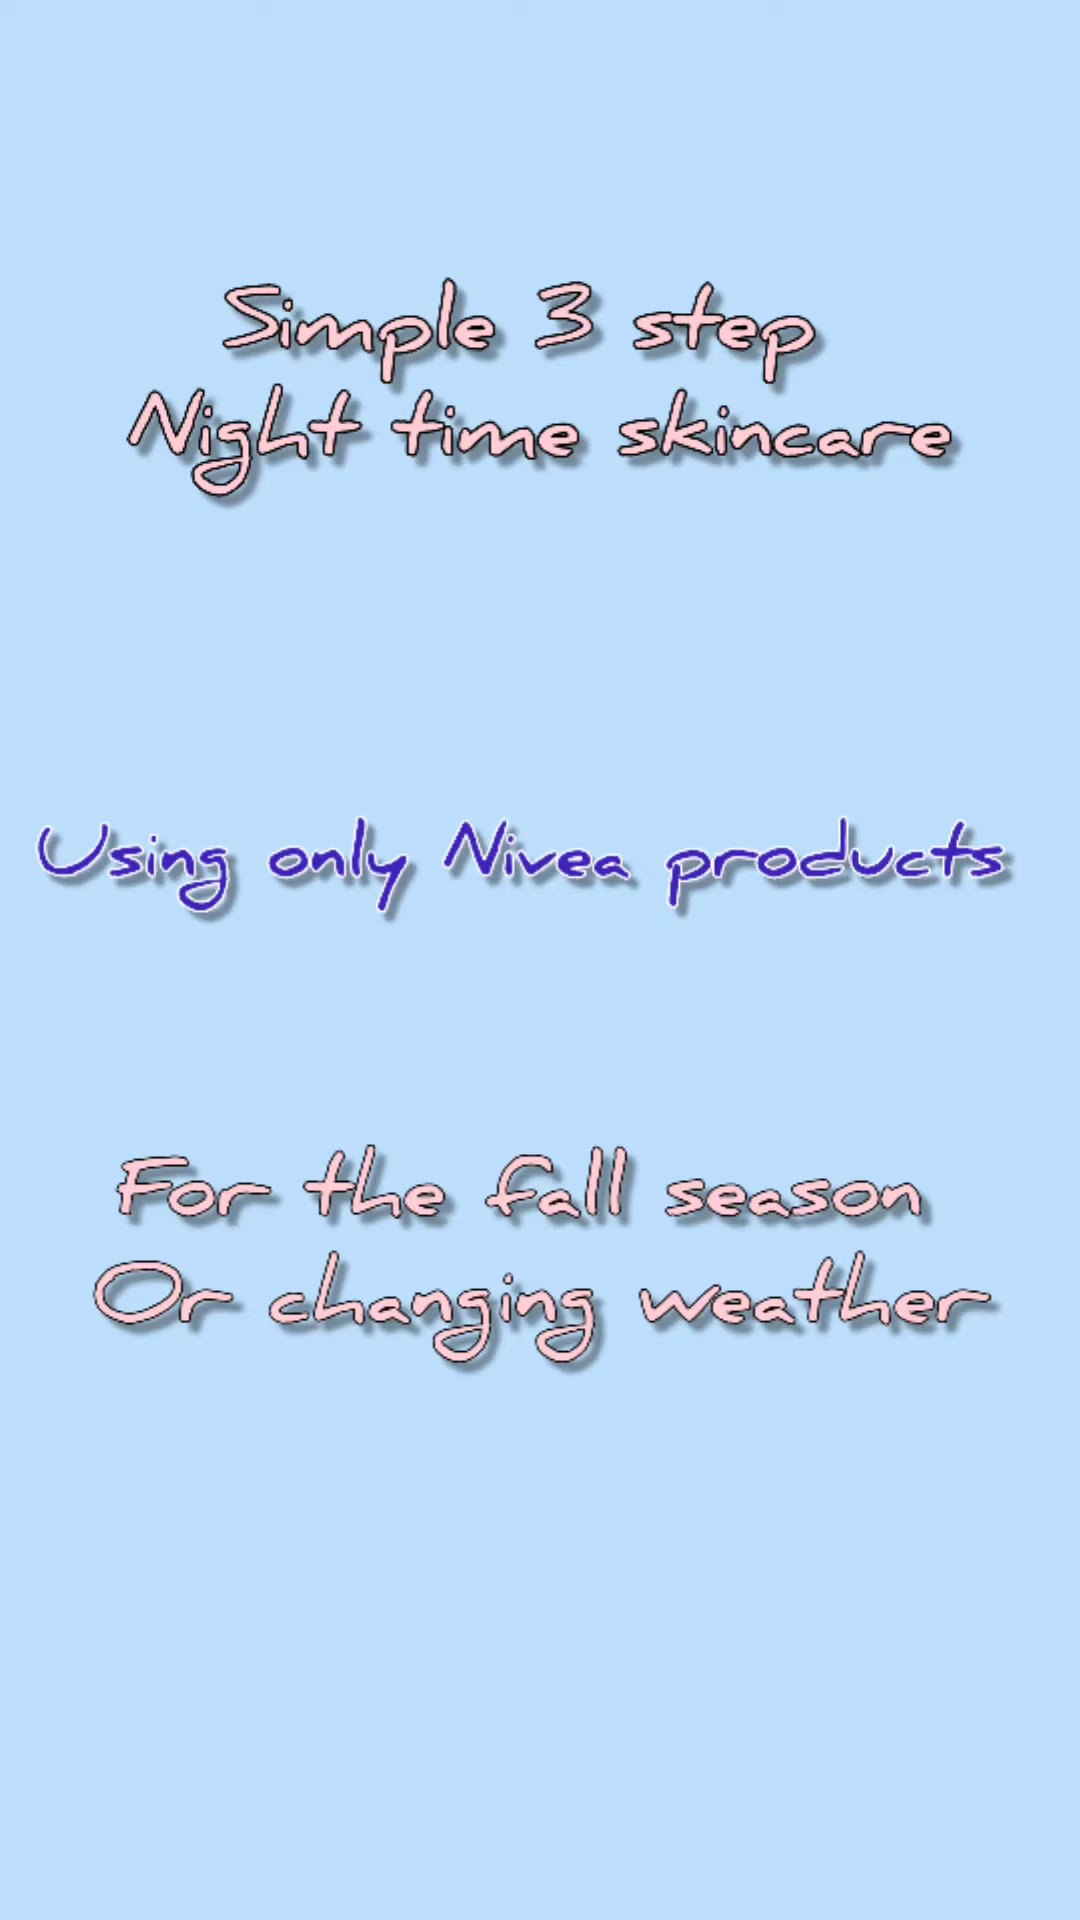 Simple 3 step
Night time skincare
Using only Nivea products
For the fall season
Or changing weather